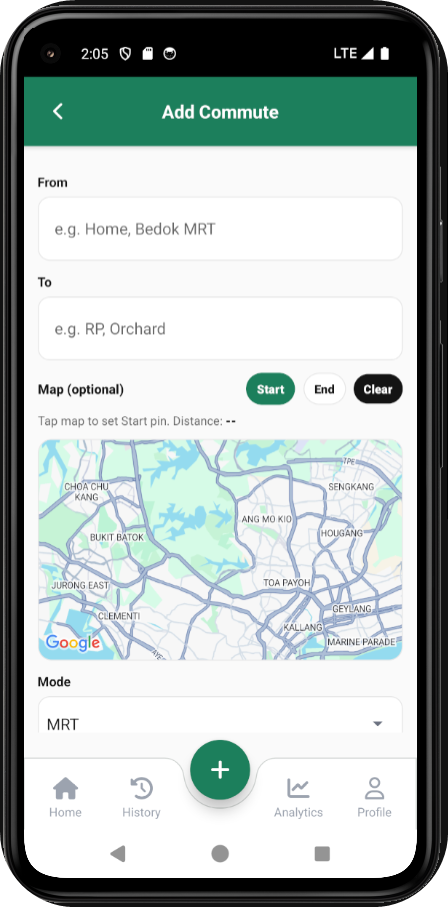 2:05 LTE
Add Commute
From
e.g. Home, Bedok MRT
To
e.g. RP, Orchard
Map (optional) Start End Clear
Tap map to set Start pin. Distance: --
TPE
CHOA CHU KANG
SENGKANG
ANG MO KIO
HOUGANG
BUKIT BATOK
JURONG EAST
TOA PAYOH
GEYLANG
CLEMENTI
KALLANG
MARINE PARADE
Google
AYE
Mode
MRT
+
Home History Analytics Profile